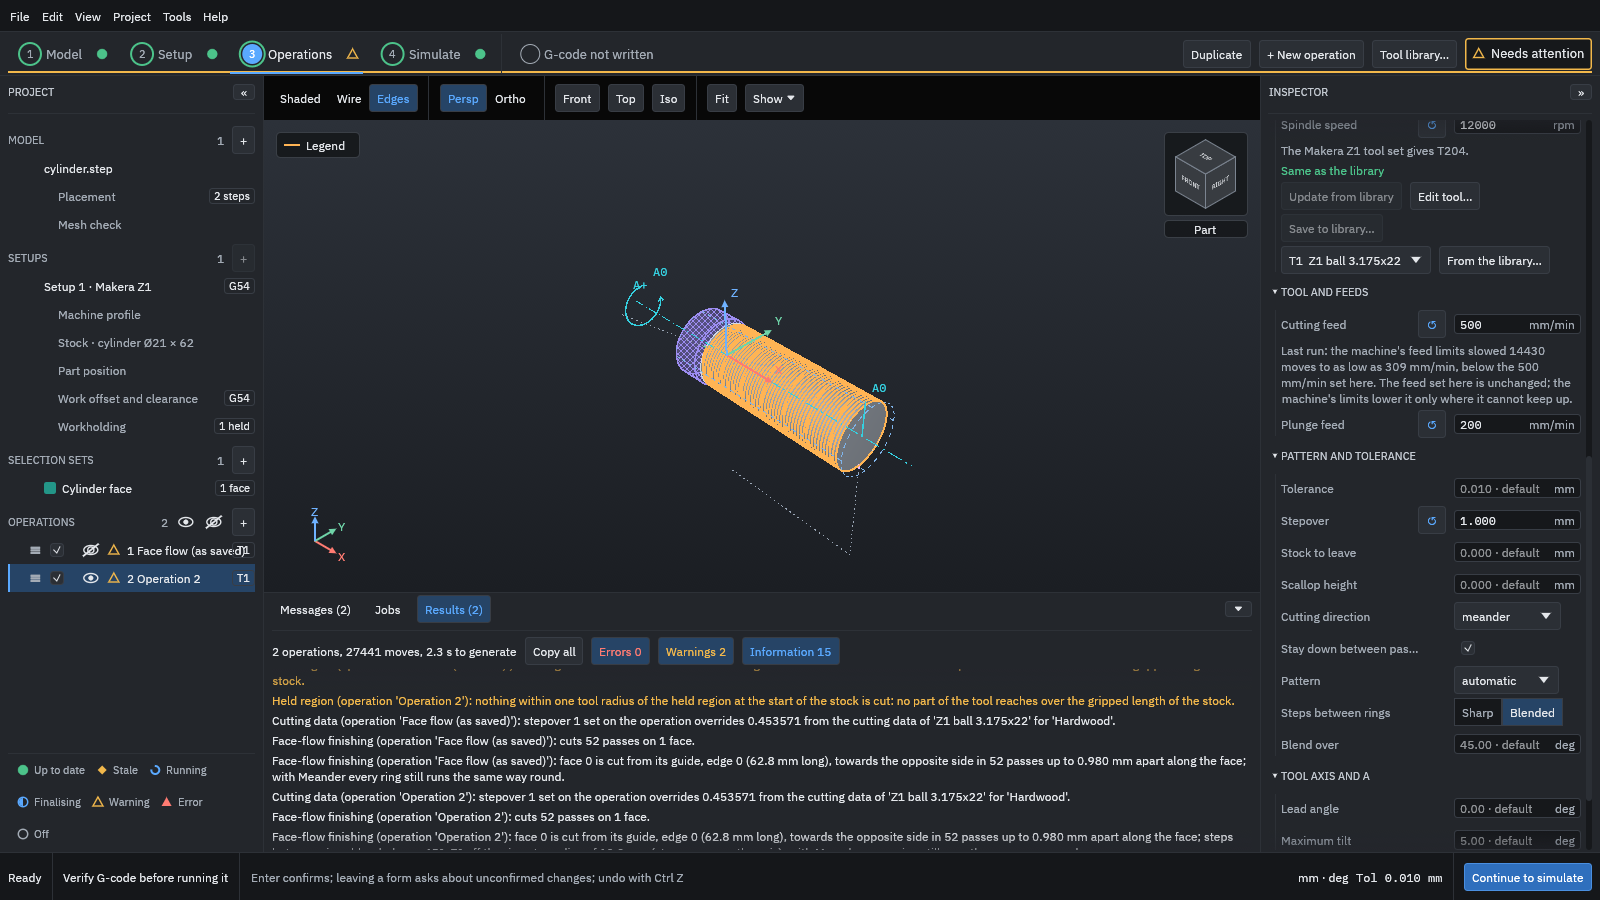 File Edit View Project Tools Help
1 Model 2 Setup 3 Operations 4 Simulate G-code not written Duplicate + New operation Tool library... Needs attention
PROJECT «
MODEL 1 +
cylinder.step
Placement 2 steps
Mesh check
SETUPS 1 +
Setup 1 · Makera Z1 G54
Machine profile
Stock · cylinder Ø21 × 62
Part position
Work offset and clearance G54
Workholding 1 held
SELECTION SETS 1 +
Cylinder face 1 face
OPERATIONS 2 +
1 Face flow (as saved) T1
2 Operation 2 T1
Up to date Stale Running
Finalising Warning Error
Off
Shaded Wire Edges Persp Ortho Front Top Iso Fit Show
Legend
TOP
FRONT RIGHT
Part
A0
A+
Z
Y
X
A0
Z
Y
X
Messages (2) Jobs Results (2)
2 operations, 27441 moves, 2.3 s to generate Copy all Errors 0 Warnings 2 Information 15
stock.
Held region (operation 'Operation 2'): nothing within one tool radius of the held region at the start of the stock is cut: no part of the tool reaches over the gripped length of the stock.
Cutting data (operation 'Face flow (as saved)'): stepover 1 set on the operation overrides 0.453571 from the cutting data of 'Z1 ball 3.175x22' for 'Hardwood'.
Face-flow finishing (operation 'Face flow (as saved)'): cuts 52 passes on 1 face.
Face-flow finishing (operation 'Face flow (as saved)'): face 0 is cut from its guide, edge 0 (62.8 mm long), towards the opposite side in 52 passes up to 0.980 mm apart along the face;
with Meander every ring still runs the same way round.
Cutting data (operation 'Operation 2'): stepover 1 set on the operation overrides 0.453571 from the cutting data of 'Z1 ball 3.175x22' for 'Hardwood'.
Face-flow finishing (operation 'Operation 2'): cuts 52 passes on 1 face.
Face-flow finishing (operation 'Operation 2'): face 0 is cut from its guide, edge 0 (62.8 mm long), towards the opposite side in 52 passes up to 0.980 mm apart along the face; steps
INSPECTOR »
Spindle speed 12000 rpm
The Makera Z1 tool set gives T204.
Same as the library
Update from library Edit tool...
Save to library...
T1 Z1 ball 3.175x22 From the library...
TOOL AND FEEDS
Cutting feed 500 mm/min
Last run: the machine's feed limits slowed 14430
moves to as low as 309 mm/min, below the 500
mm/min set here. The feed set here is unchanged; the
machine's limits lower it only where it cannot keep up.
Plunge feed 200 mm/min
PATTERN AND TOLERANCE
Tolerance 0.010 · default mm
Stepover 1.000 mm
Stock to leave 0.000 · default mm
Scallop height 0.000 · default mm
Cutting direction meander
Stay down between pas...
Pattern automatic
Steps between rings Sharp Blended
Blend over 45.00 · default deg
TOOL AXIS AND A
Lead angle 0.00 · default deg
Maximum tilt 5.00 · default deg
Ready Verify G-code before running it Enter confirms; leaving a form asks about unconfirmed changes; undo with Ctrl Z mm · deg Tol 0.010 mm Continue to simulate